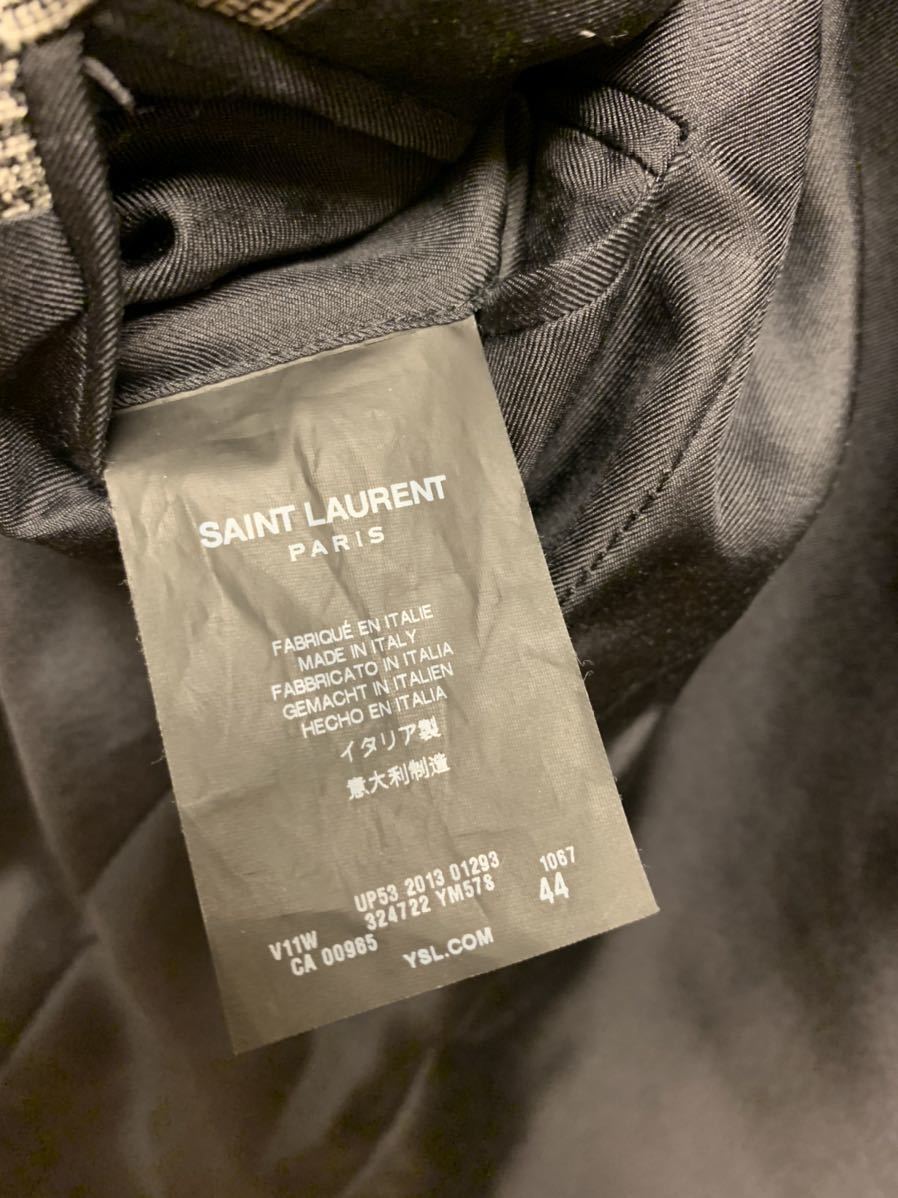 SAINT LAURENT
PARIS
FABRIQUÉ EN ITALIE
MADE IN ITALY
FABBRICATO IN ITALIA
GEMACHT IN ITALIEN
HECHO EN ITALIA
イタリア製
意大利制造
UP53 2013 01293 1067
V11W 324722 YM578 44
CA 00985
YSL.COM